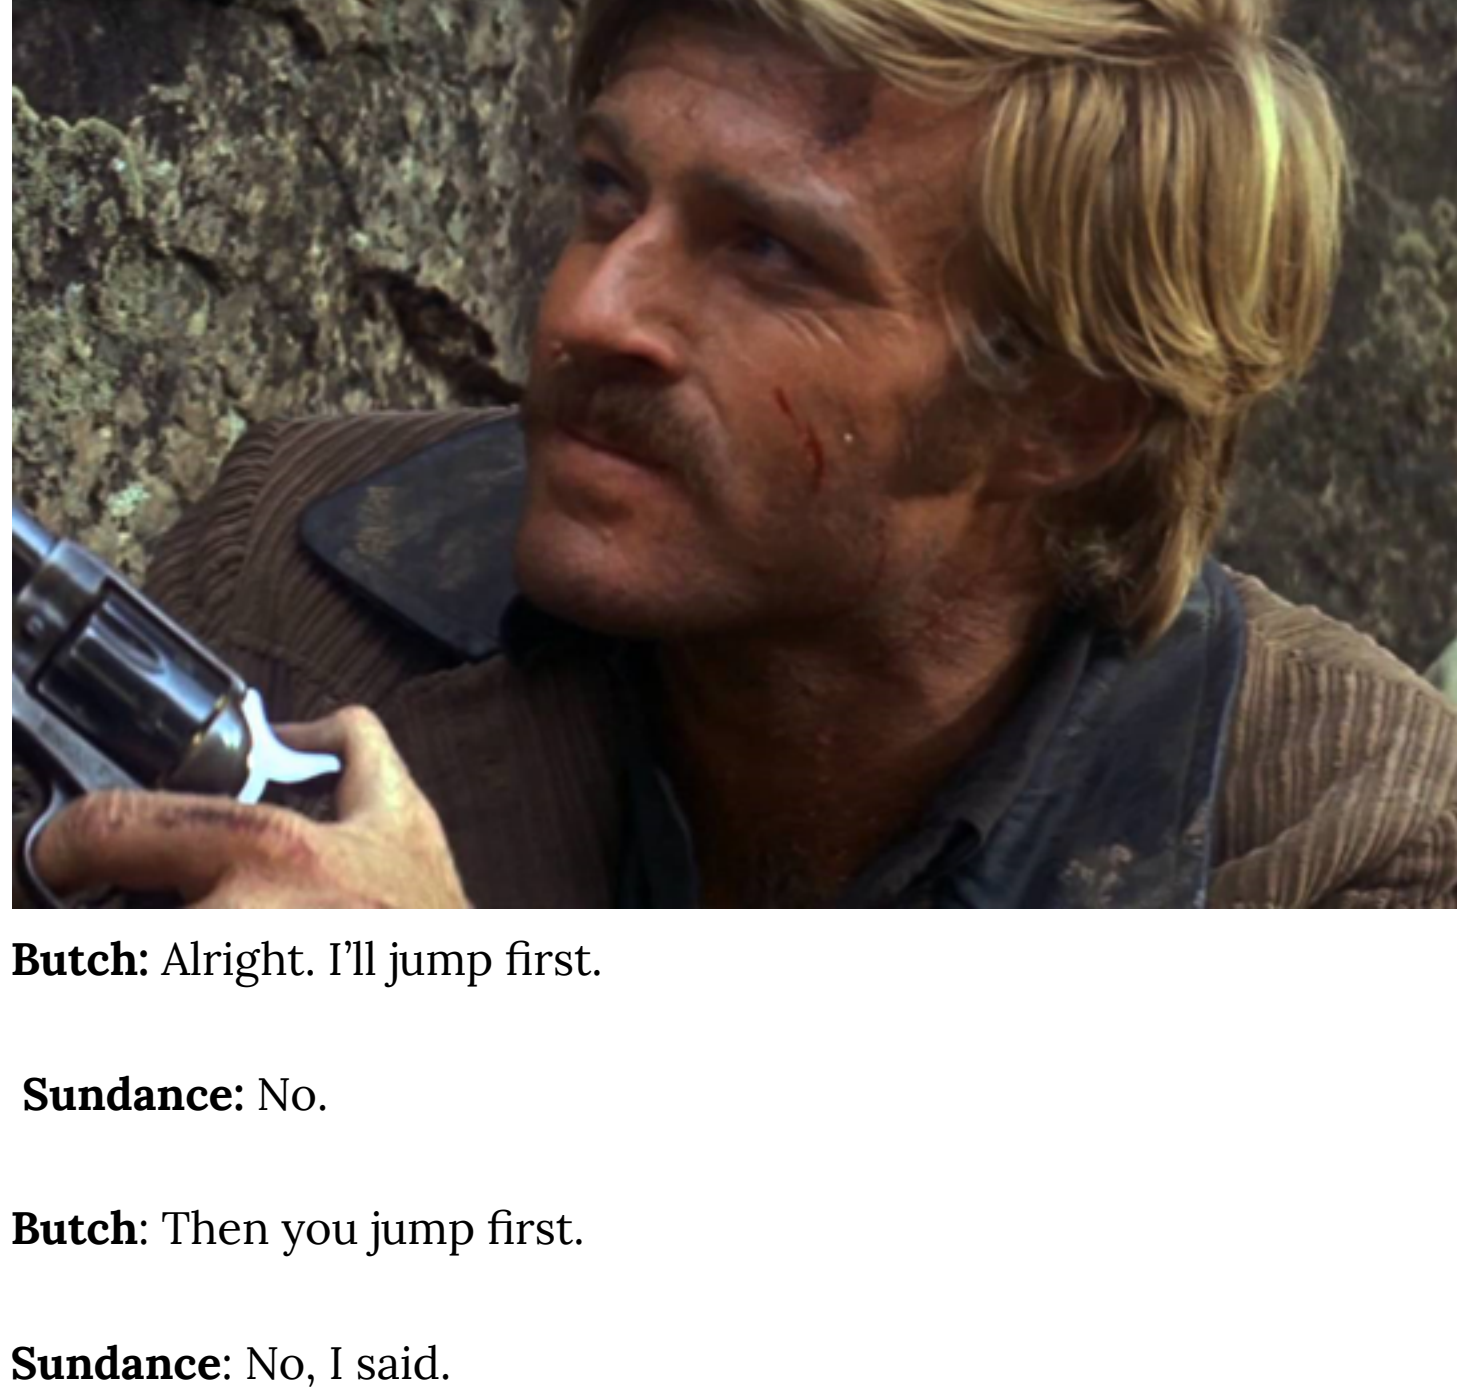 Butch: Alright. I’ll jump first.
Sundance: No.
Butch: Then you jump first.
Sundance: No, I said.